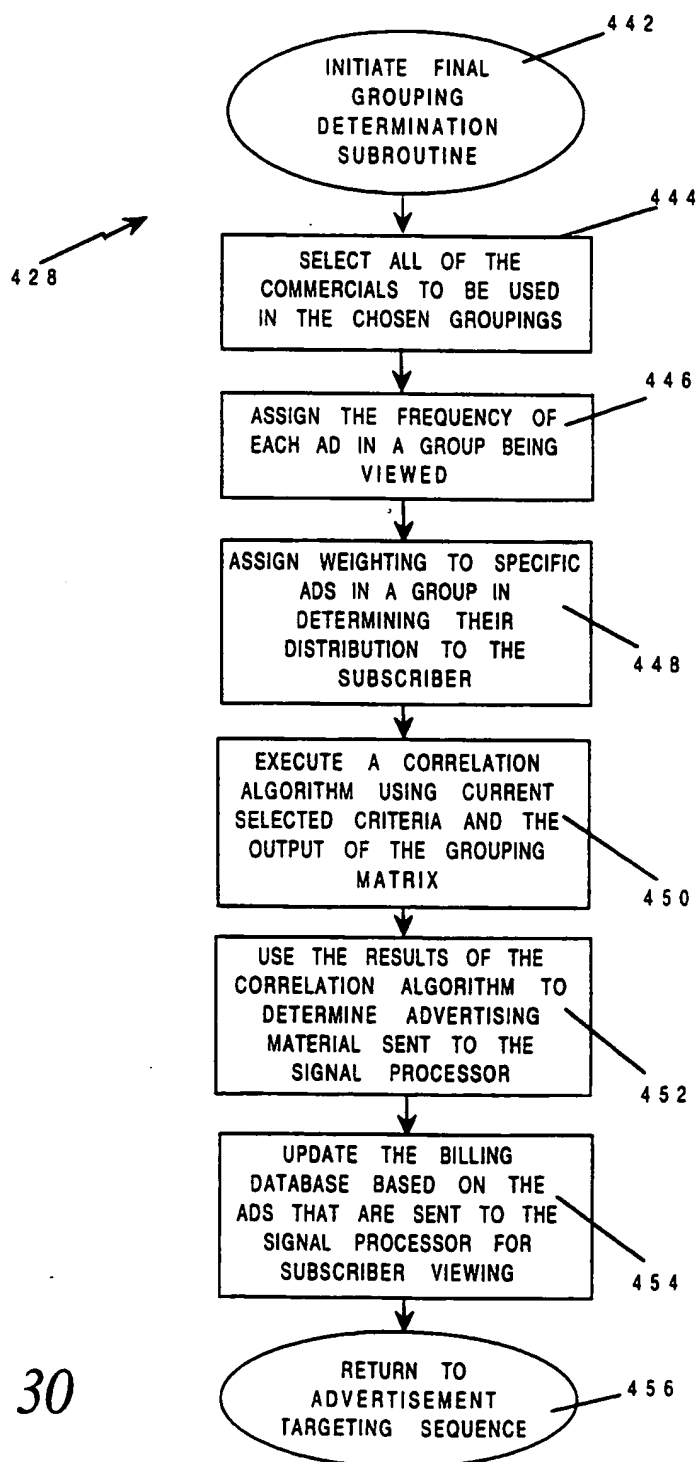 442
INITIATE FINAL
GROUPING
DETERMINATION
SUBROUTINE
444
428
SELECT ALL OF THE
COMMERCIALS TO BE USED
IN THE CHOSEN GROUPINGS
446
ASSIGN THE FREQUENCY OF
EACH AD IN A GROUP BEING
VIEWED
ASSIGN WEIGHTING TO SPECIFIC
ADS IN A GROUP IN
DETERMINING THEIR
DISTRIBUTION TO THE
SUBSCRIBER
448
EXECUTE A CORRELATION
ALGORITHM USING CURRENT
SELECTED CRITERIA AND THE
OUTPUT OF THE GROUPING
MATRIX
450
USE THE RESULTS OF THE
CORRELATION ALGORITHM TO
DETERMINE ADVERTISING
MATERIAL SENT TO THE
SIGNAL PROCESSOR
452
UPDATE THE BILLING
DATABASE BASED ON THE
ADS THAT ARE SENT TO THE
SIGNAL PROCESSOR FOR
SUBSCRIBER VIEWING
454
30
RETURN TO
ADVERTISEMENT
TARGETING SEQUENCE
456